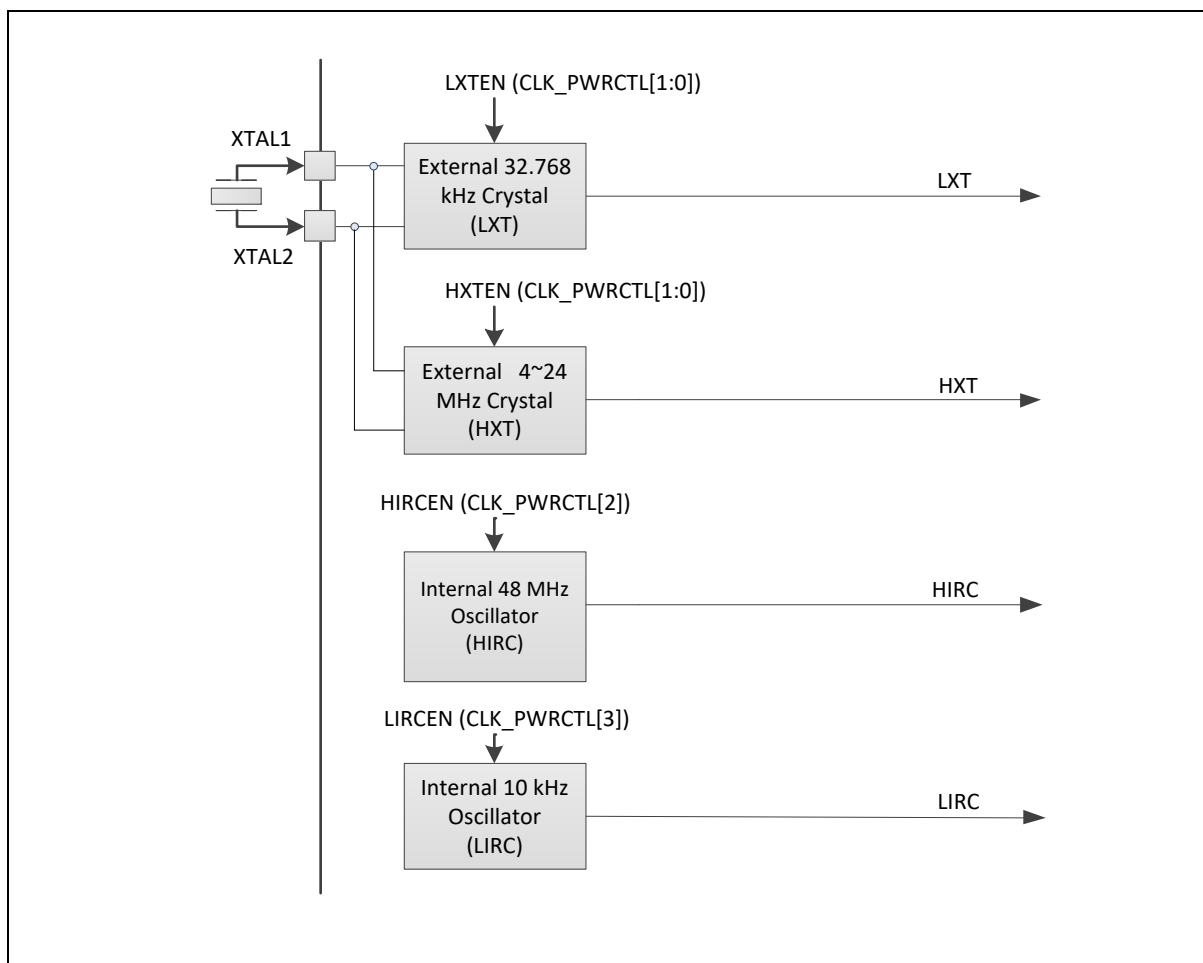 LXTEN (CLK_PWRCTL[1:0])
XTAL1
External 32.768
kHz Crystal
(LXT)
LXT
XTAL2
HXTEN (CLK_PWRCTL[1:0])
External 4~24
MHz Crystal
(HXT)
HXT
HIRCEN (CLK_PWRCTL[2])
Internal 48 MHz
Oscillator
(HIRC)
HIRC
LIRCEN (CLK_PWRCTL[3])
Internal 10 kHz
Oscillator
(LIRC)
LIRC